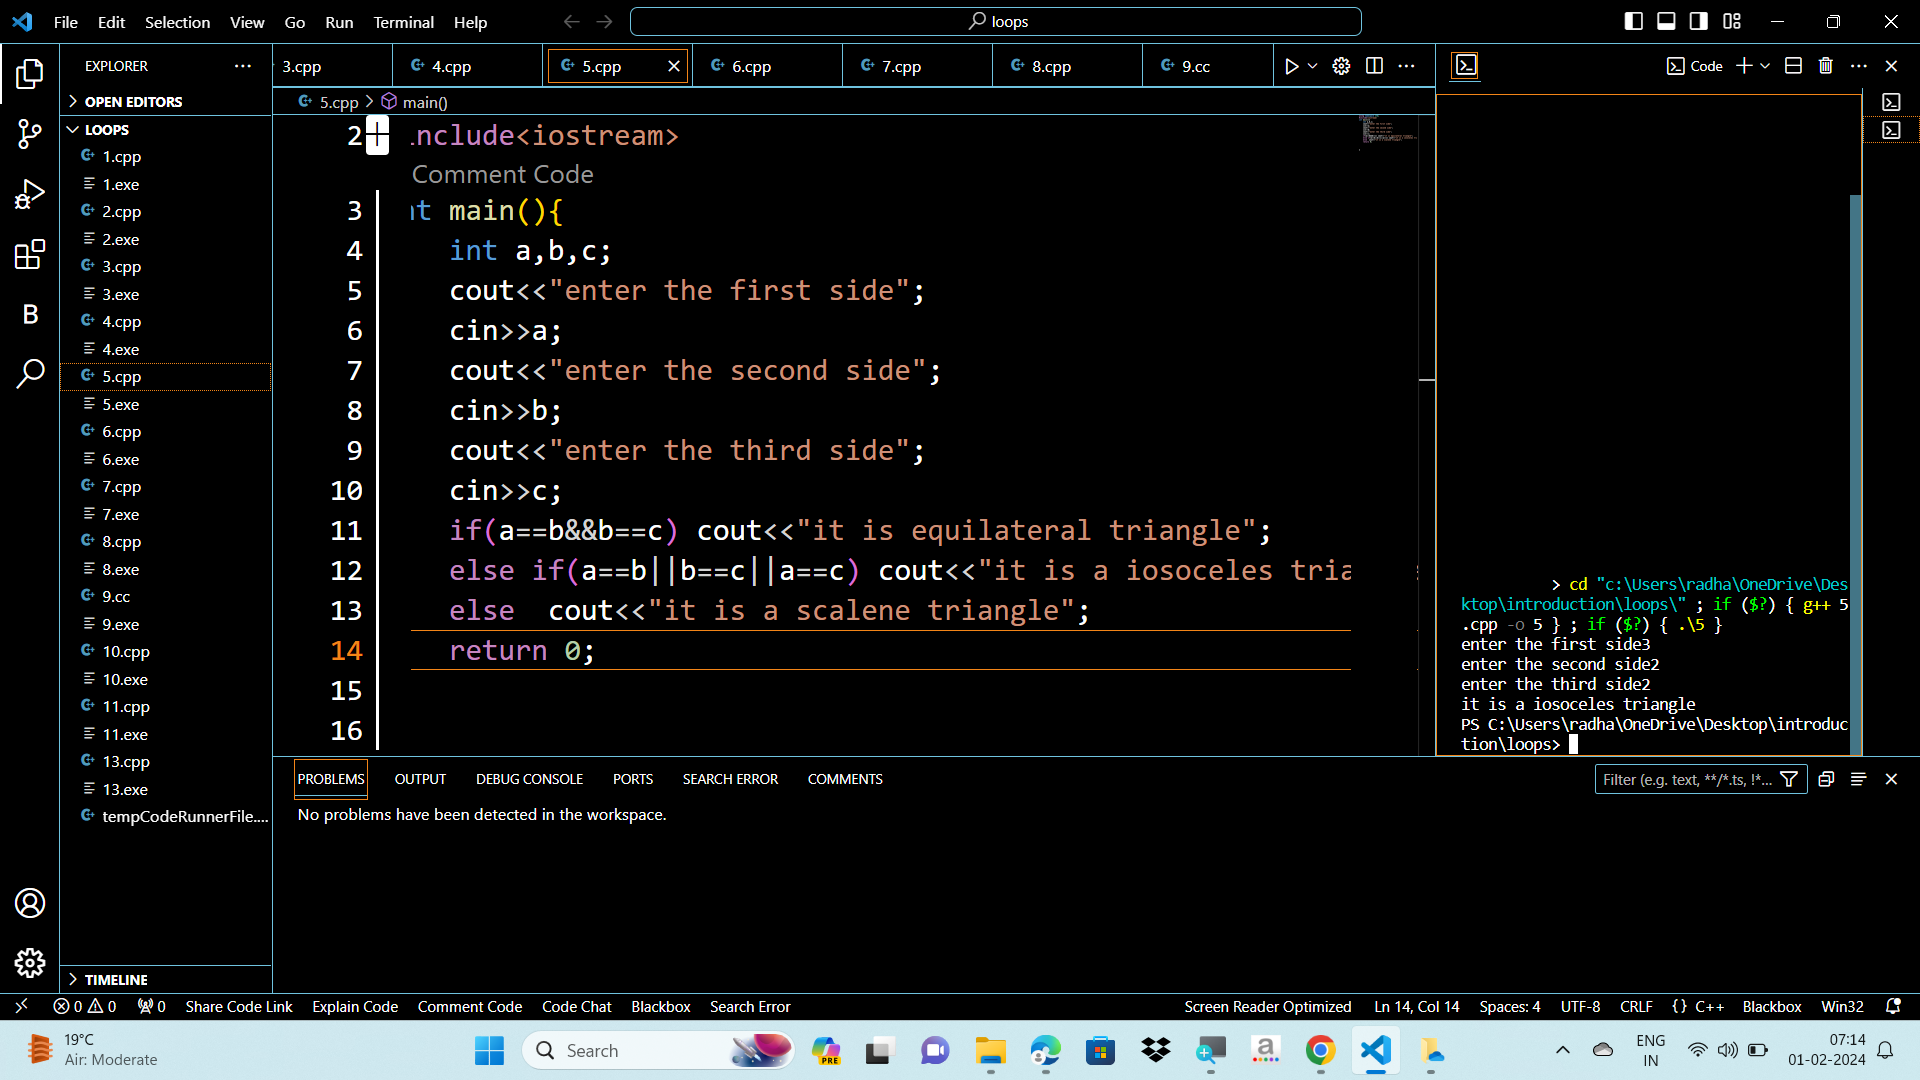 File Edit Selection View Go Run Terminal Help
loops
EXPLORER
OPEN EDITORS
LOOPS
1.cpp
1.exe
2.cpp
2.exe
3.cpp
3.exe
4.cpp
4.exe
5.cpp
5.exe
6.cpp
6.exe
7.cpp
7.exe
8.cpp
8.exe
9.cc
9.exe
10.cpp
10.exe
11.cpp
11.exe
13.cpp
13.exe
tempCodeRunnerFile....
TIMELINE
3.cpp 4.cpp 5.cpp 6.cpp 7.cpp 8.cpp 9.cc
5.cpp > main()
2 include<iostream>
Comment Code
3 nt main(){
4 int a,b,c;
5 cout<<"enter the first side";
6 cin>>a;
7 cout<<"enter the second side";
8 cin>>b;
9 cout<<"enter the third side";
10 cin>>c;
11 if(a==b&&b==c) cout<<"it is equilateral triangle";
12 else if(a==b||b==c||a==c) cout<<"it is a iosoceles tria
13 else  cout<<"it is a scalene triangle";
14 return 0;
15
16
Code
> cd "c:\Users\radha\OneDrive\Des
ktop\introduction\loops\" ; if ($?) { g++ 5
.cpp -o 5 } ; if ($?) { .\5 }
enter the first side3
enter the second side2
enter the third side2
it is a iosoceles triangle
PS C:\Users\radha\OneDrive\Desktop\introduc
tion\loops>
PROBLEMS OUTPUT DEBUG CONSOLE PORTS SEARCH ERROR COMMENTS
Filter (e.g. text, **/*.ts, !*...
No problems have been detected in the workspace.
0 0 0 Share Code Link Explain Code Comment Code Code Chat Blackbox Search Error
Screen Reader Optimized Ln 14, Col 14 Spaces: 4 UTF-8 CRLF {} C++ Blackbox Win32
19°C
Air: Moderate
Search
PRE
ENG
IN
07:14
01-02-2024